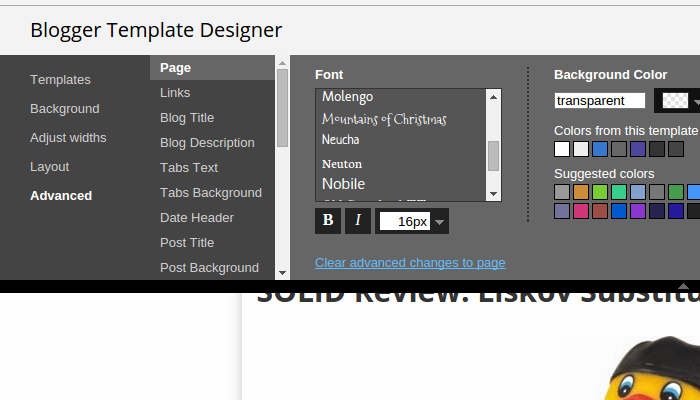 Blogger Template Designer
Templates
Background
Adjust widths
Layout
Advanced
Page
Links
Blog Title
Blog Description
Tabs Text
Tabs Background
Date Header
Post Title
Post Background
Font
Molengo
Mountains of Christmas
Neucha
Neuton
Nobile
B I 16px
Clear advanced changes to page
Background Color
transparent
Colors from this template
Suggested colors
SOLID Review: Liskov Substitu